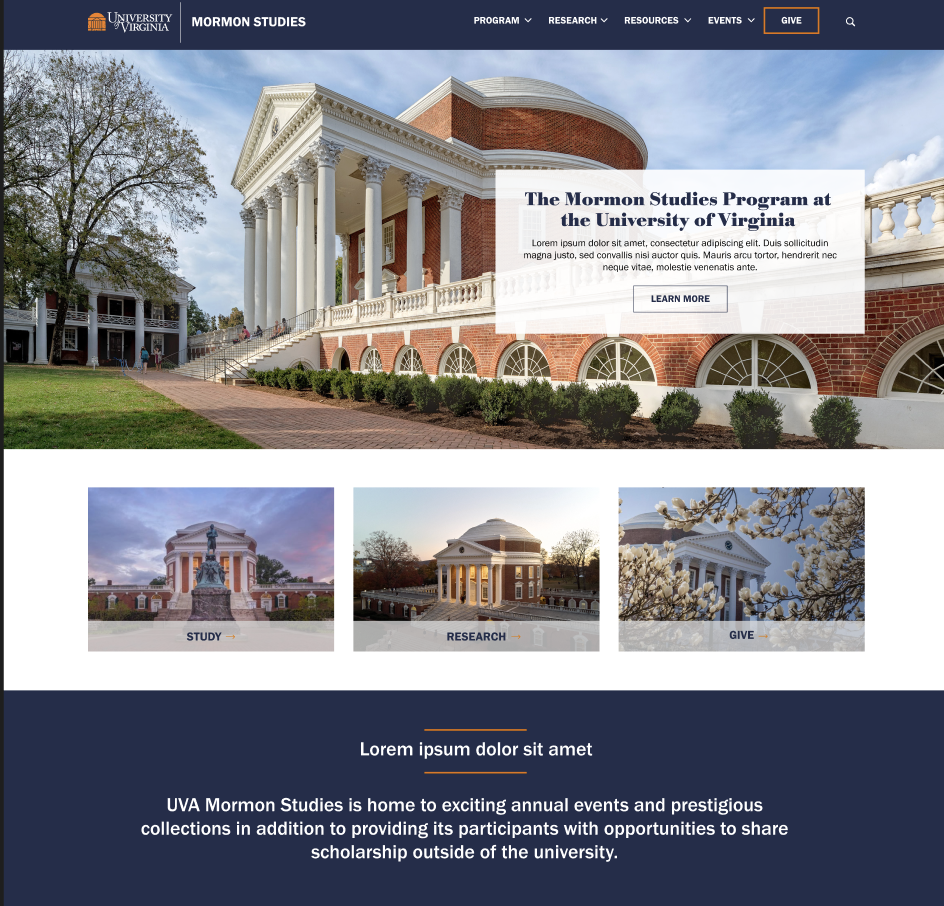 UNIVERSITY of VIRGINIA
MORMON STUDIES
PROGRAM
RESEARCH
RESOURCES
EVENTS
GIVE
The Mormon Studies Program at
the University of Virginia
Lorem ipsum dolor sit amet, consectetur adipiscing elit. Duis sollicitudin
magna justo, sed convallis nisi auctor quis. Mauris arcu tortor, hendrerit nec
neque vitae, molestie venenatis ante.
LEARN MORE
STUDY →
RESEARCH →
GIVE →
Lorem ipsum dolor sit amet
UVA Mormon Studies is home to exciting annual events and prestigious
collections in addition to providing its participants with opportunities to share
scholarship outside of the university.